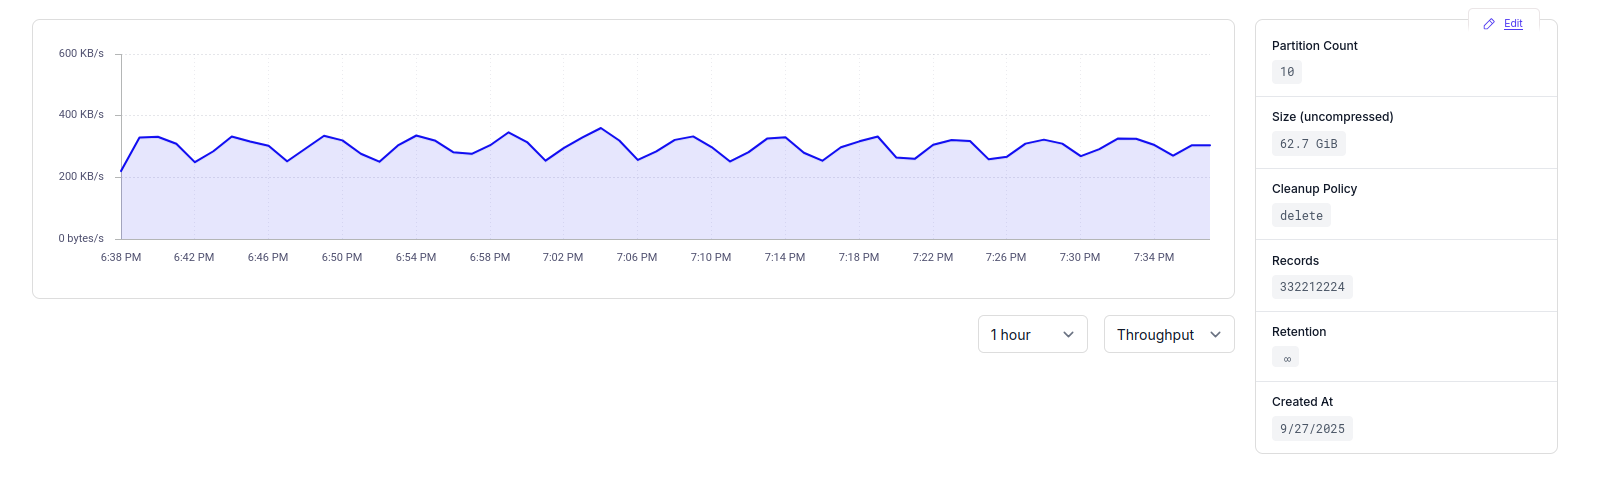 600 KB/s
400 KB/s
200 KB/s
0 bytes/s
6:38 PM 6:42 PM 6:46 PM 6:50 PM 6:54 PM 6:58 PM 7:02 PM 7:06 PM 7:10 PM 7:14 PM 7:18 PM 7:22 PM 7:26 PM 7:30 PM 7:34 PM
1 hour
Throughput
Edit
Partition Count
10
Size (uncompressed)
62.7 GiB
Cleanup Policy
delete
Records
332212224
Retention
∞
Created At
9/27/2025